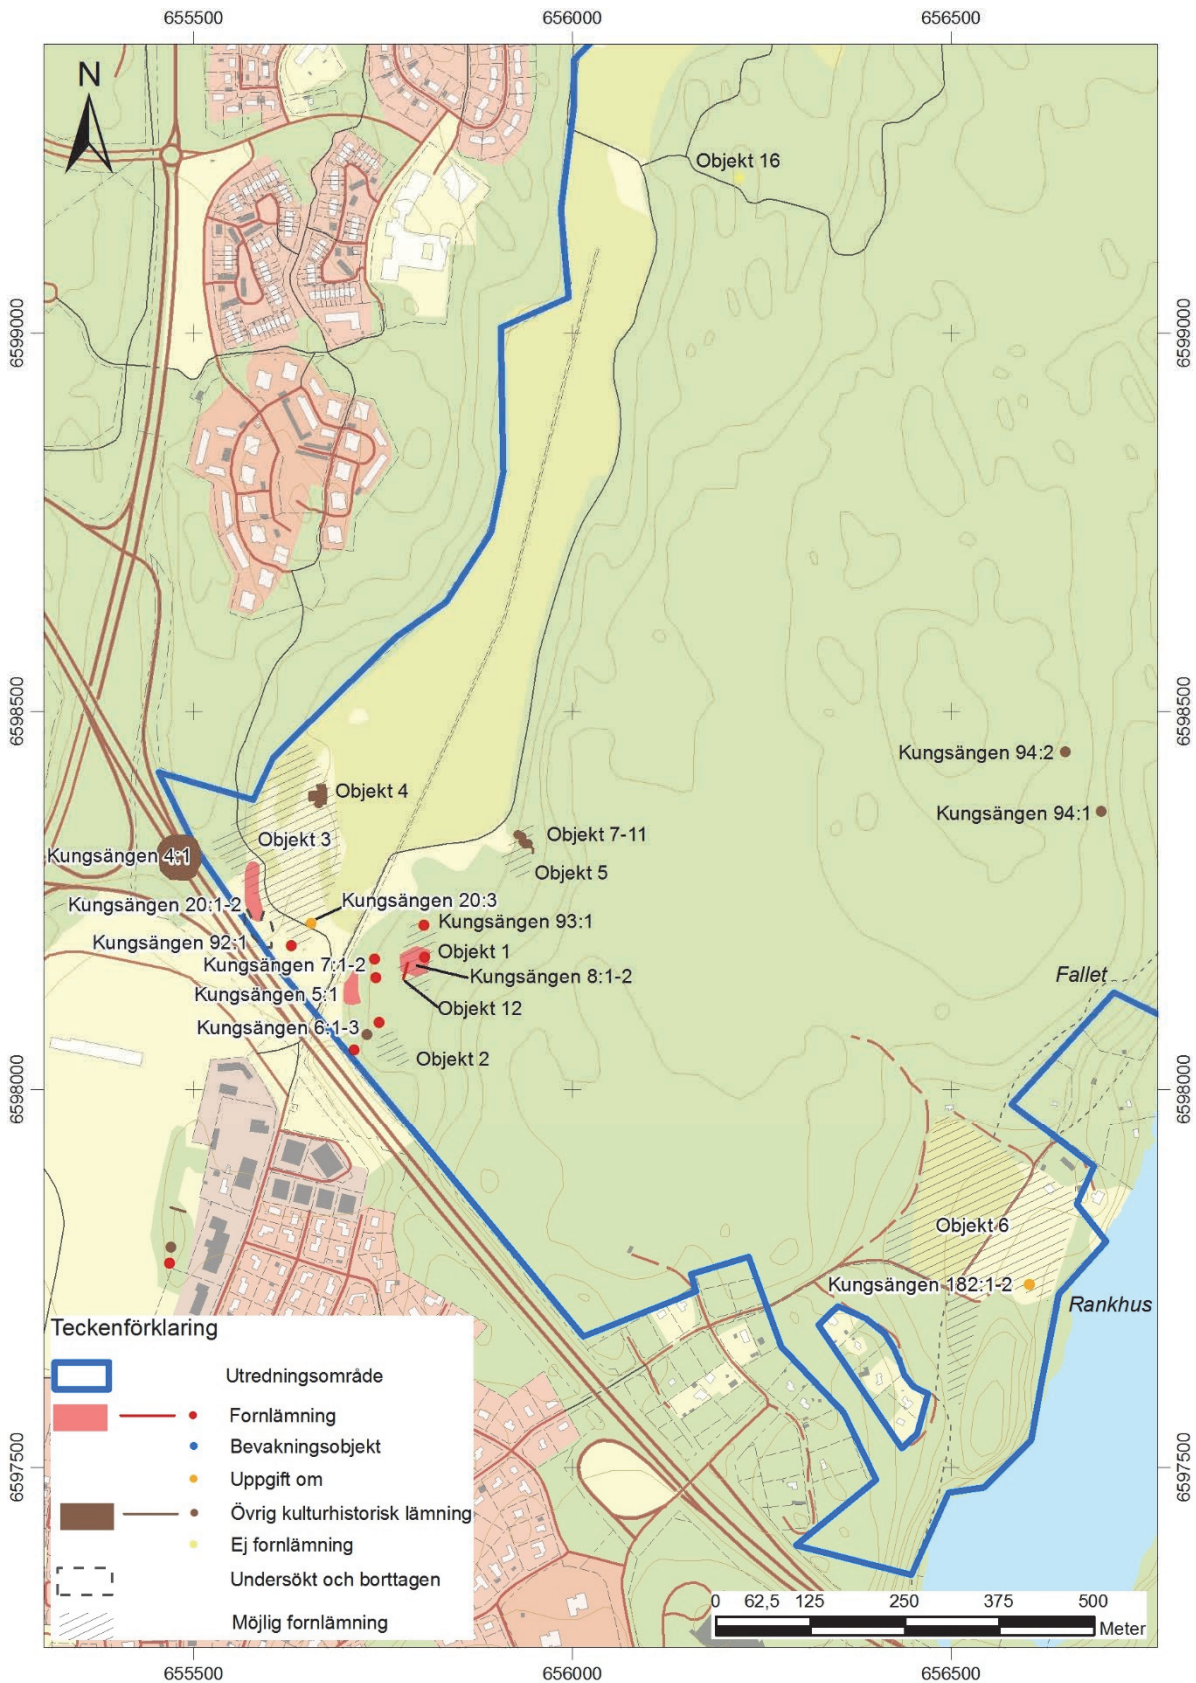 655500
656000
656500
N
Objekt 16
6599000
6599000
6598500
6598500
Kungsängen 94:2
Objekt 4
Kungsängen 94:1
Objekt 3
Objekt 7-11
Kungsängen 4:1
Objekt 5
Kungsängen 20:1-2
Kungsängen 20:3
Kungsängen 93:1
Kungsängen 92:1
Objekt 1
Kungsängen 7:1-2
Kungsängen 8:1-2
Fallet
Kungsängen 5:1
Objekt 12
Kungsängen 6:1-3
Objekt 2
6598000
6598000
Objekt 6
Kungsängen 182:1-2
Rankhus
Teckenförklaring
Utredningsområde
Fornlämning
Bevakningsobjekt
Uppgift om
Övrig kulturhistorisk lämning
Ej fornlämning
Undersökt och borttagen
Möjlig fornlämning
6597500
6597500
0 62,5 125 250 375 500
Meter
655500
656000
656500